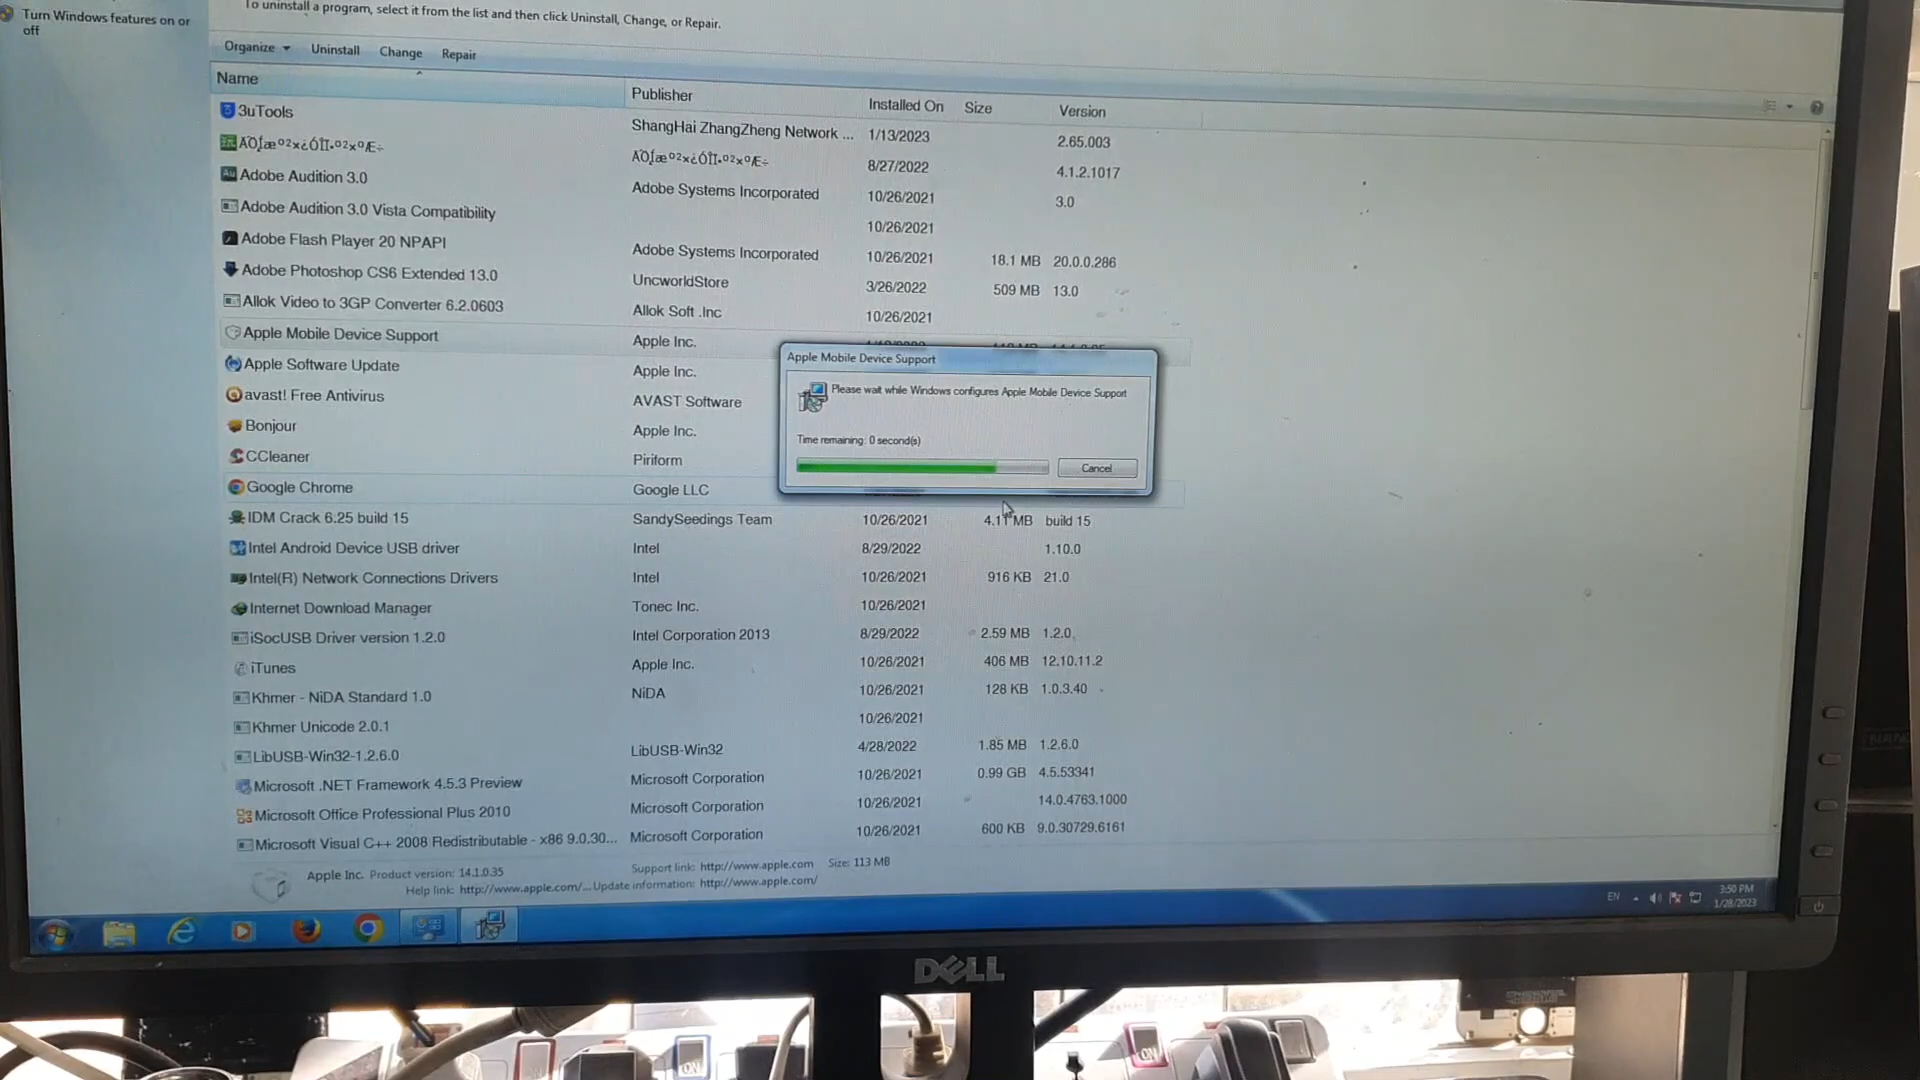 To uninstall a program, select it from the list and then click Uninstall, Change, or Repair.
Turn Windows features on or
off
Organize Uninstall Change Repair
Name Publisher Installed On Size Version
3uTools ShangHai ZhangZheng Network ... 1/13/2023 2.65.003
8/27/2022 4.1.2.1017
Adobe Audition 3.0 Adobe Systems Incorporated 10/26/2021 3.0
Adobe Audition 3.0 Vista Compatibility 10/26/2021
Adobe Flash Player 20 NPAPI Adobe Systems Incorporated 10/26/2021 18.1 MB 20.0.0.286
Adobe Photoshop CS6 Extended 13.0 UncworldStore 3/26/2022 509 MB 13.0
Allok Video to 3GP Converter 6.2.0603 Allok Soft .Inc 10/26/2021
Apple Mobile Device Support Apple Inc.
Apple Software Update Apple Inc.
avast! Free Antivirus AVAST Software
Bonjour Apple Inc.
CCleaner Piriform
Google Chrome Google LLC
Apple Mobile Device Support
Please wait while Windows configures Apple Mobile Device Support
Time remaining: 0 second(s)
Cancel
IDM Crack 6.25 build 15 SandySeedings Team 10/26/2021 4.11 MB build 15
Intel Android Device USB driver Intel 8/29/2022 1.10.0
Intel(R) Network Connections Drivers Intel 10/26/2021 916 KB 21.0
Internet Download Manager Tonec Inc. 10/26/2021
iSocUSB Driver version 1.2.0 Intel Corporation 2013 8/29/2022 2.59 MB 1.2.0
iTunes Apple Inc. 10/26/2021 406 MB 12.10.11.2
Khmer - NiDA Standard 1.0 NiDA 10/26/2021 128 KB 1.0.3.40
Khmer Unicode 2.0.1 10/26/2021
LibUSB-Win32-1.2.6.0 LibUSB-Win32 4/28/2022 1.85 MB 1.2.6.0
Microsoft .NET Framework 4.5.3 Preview Microsoft Corporation 10/26/2021 0.99 GB 4.5.53341
Microsoft Office Professional Plus 2010 Microsoft Corporation 10/26/2021 14.0.4763.1000
Microsoft Visual C++ 2008 Redistributable - x86 9.0.30... Microsoft Corporation 10/26/2021 600 KB 9.0.30729.6161
Apple Inc. Product version: 14.1.0.35 Support link: http://www.apple.com Size: 113 MB
Help link: http://www.apple.com/... Update information: http://www.apple.com/
EN 3:50 PM
1/28/2023
DELL
ON ON